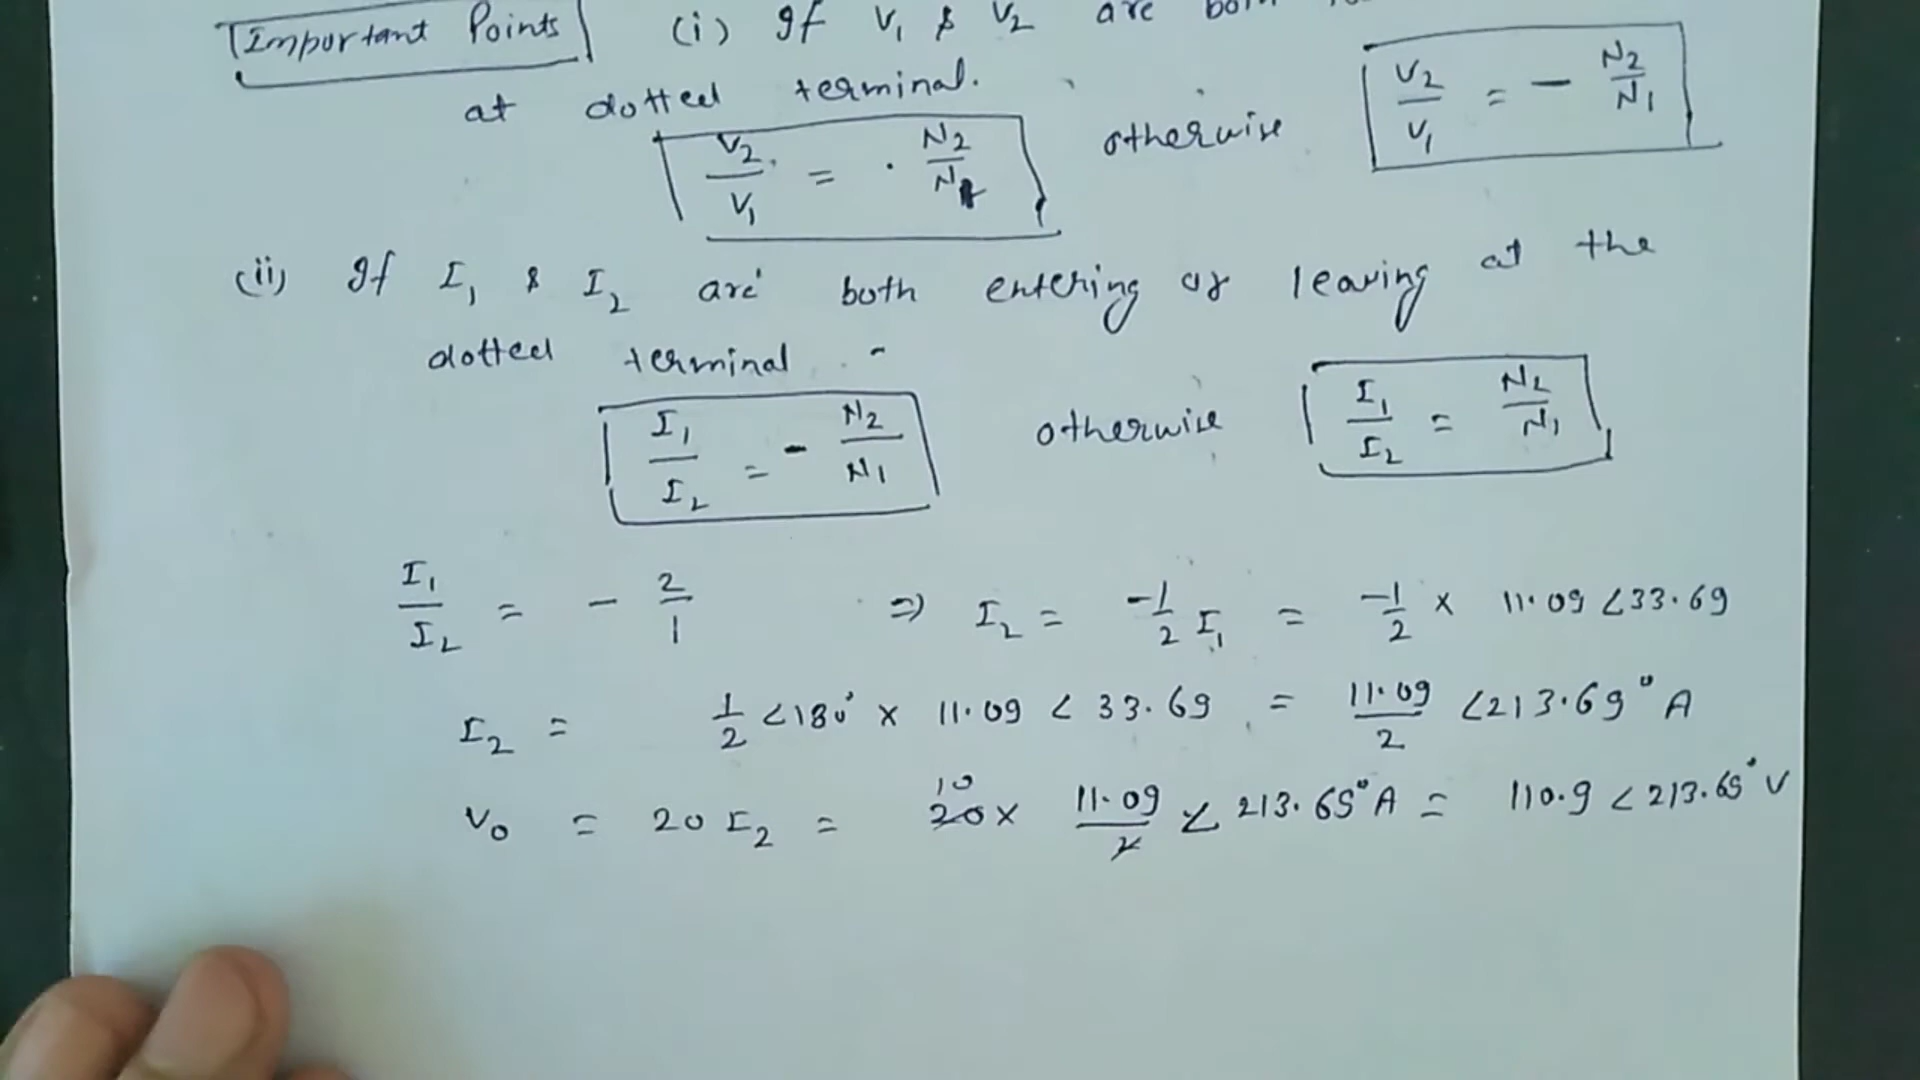 Important Points (i) If V₁ & V₂ are both
at dotted terminal.
V₂/V₁ = N₂/N₁ otherwise V₂/V₁ = - N₂/N₁
(ii) If I₁ & I₂ are both entering or leaving at the
dotted terminal
I₁/I₂ = - N₂/N₁ otherwise I₁/I₂ = N₂/N₁
I₁/I₂ = - 2/1 ⇒ I₂ = -1/2 I₁ = -1/2 × 11.09 ∠33.69
I₂ = 1/2 ∠180° × 11.09 ∠ 33.69 = 11.09/2 ∠213.69° A
V₀ = 20 I₂ = 10 20 × 11.09/2 ∠ 213.69° A = 110.9 ∠ 213.69° V